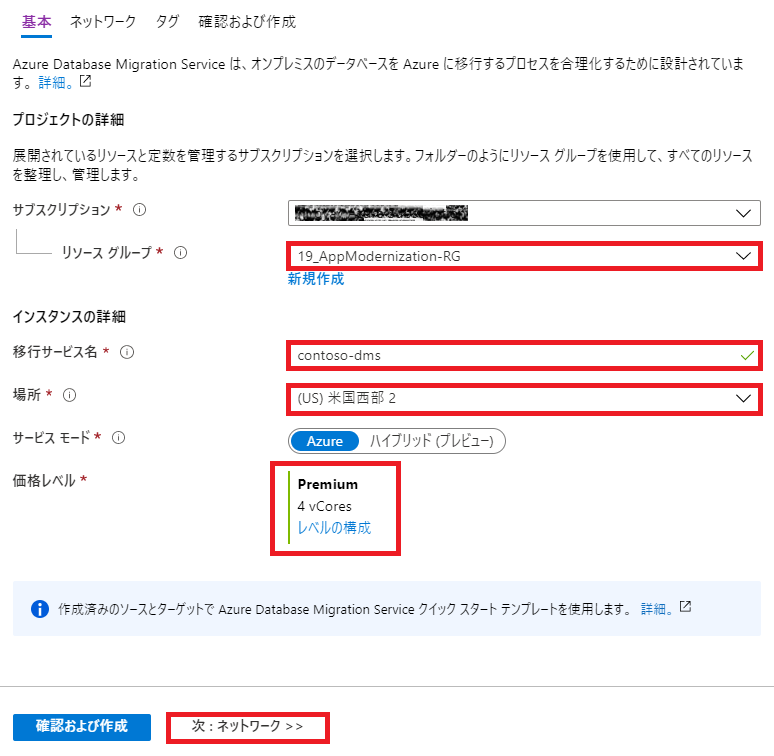 基本 ネットワーク タグ 確認および作成
Azure Database Migration Service は、オンプレミスのデータベースを Azure に移行するプロセスを合理化するために設計されていま
す。 詳細。
プロジェクトの詳細
展開されているリソースと定数を管理するサブスクリプションを選択します。フォルダーのようにリソース グループを使用して、すべてのリソース
を整理し、管理します。
サブスクリプション *
リソース グループ * 19_AppModernization-RG
新規作成
インスタンスの詳細
移行サービス名 * contoso-dms
場所 * (US) 米国西部 2
サービス モード * Azure ハイブリッド (プレビュー)
価格レベル * Premium
4 vCores
レベルの構成
作成済みのソースとターゲットで Azure Database Migration Service クイック スタート テンプレートを使用します。 詳細。
確認および作成 次 : ネットワーク >>